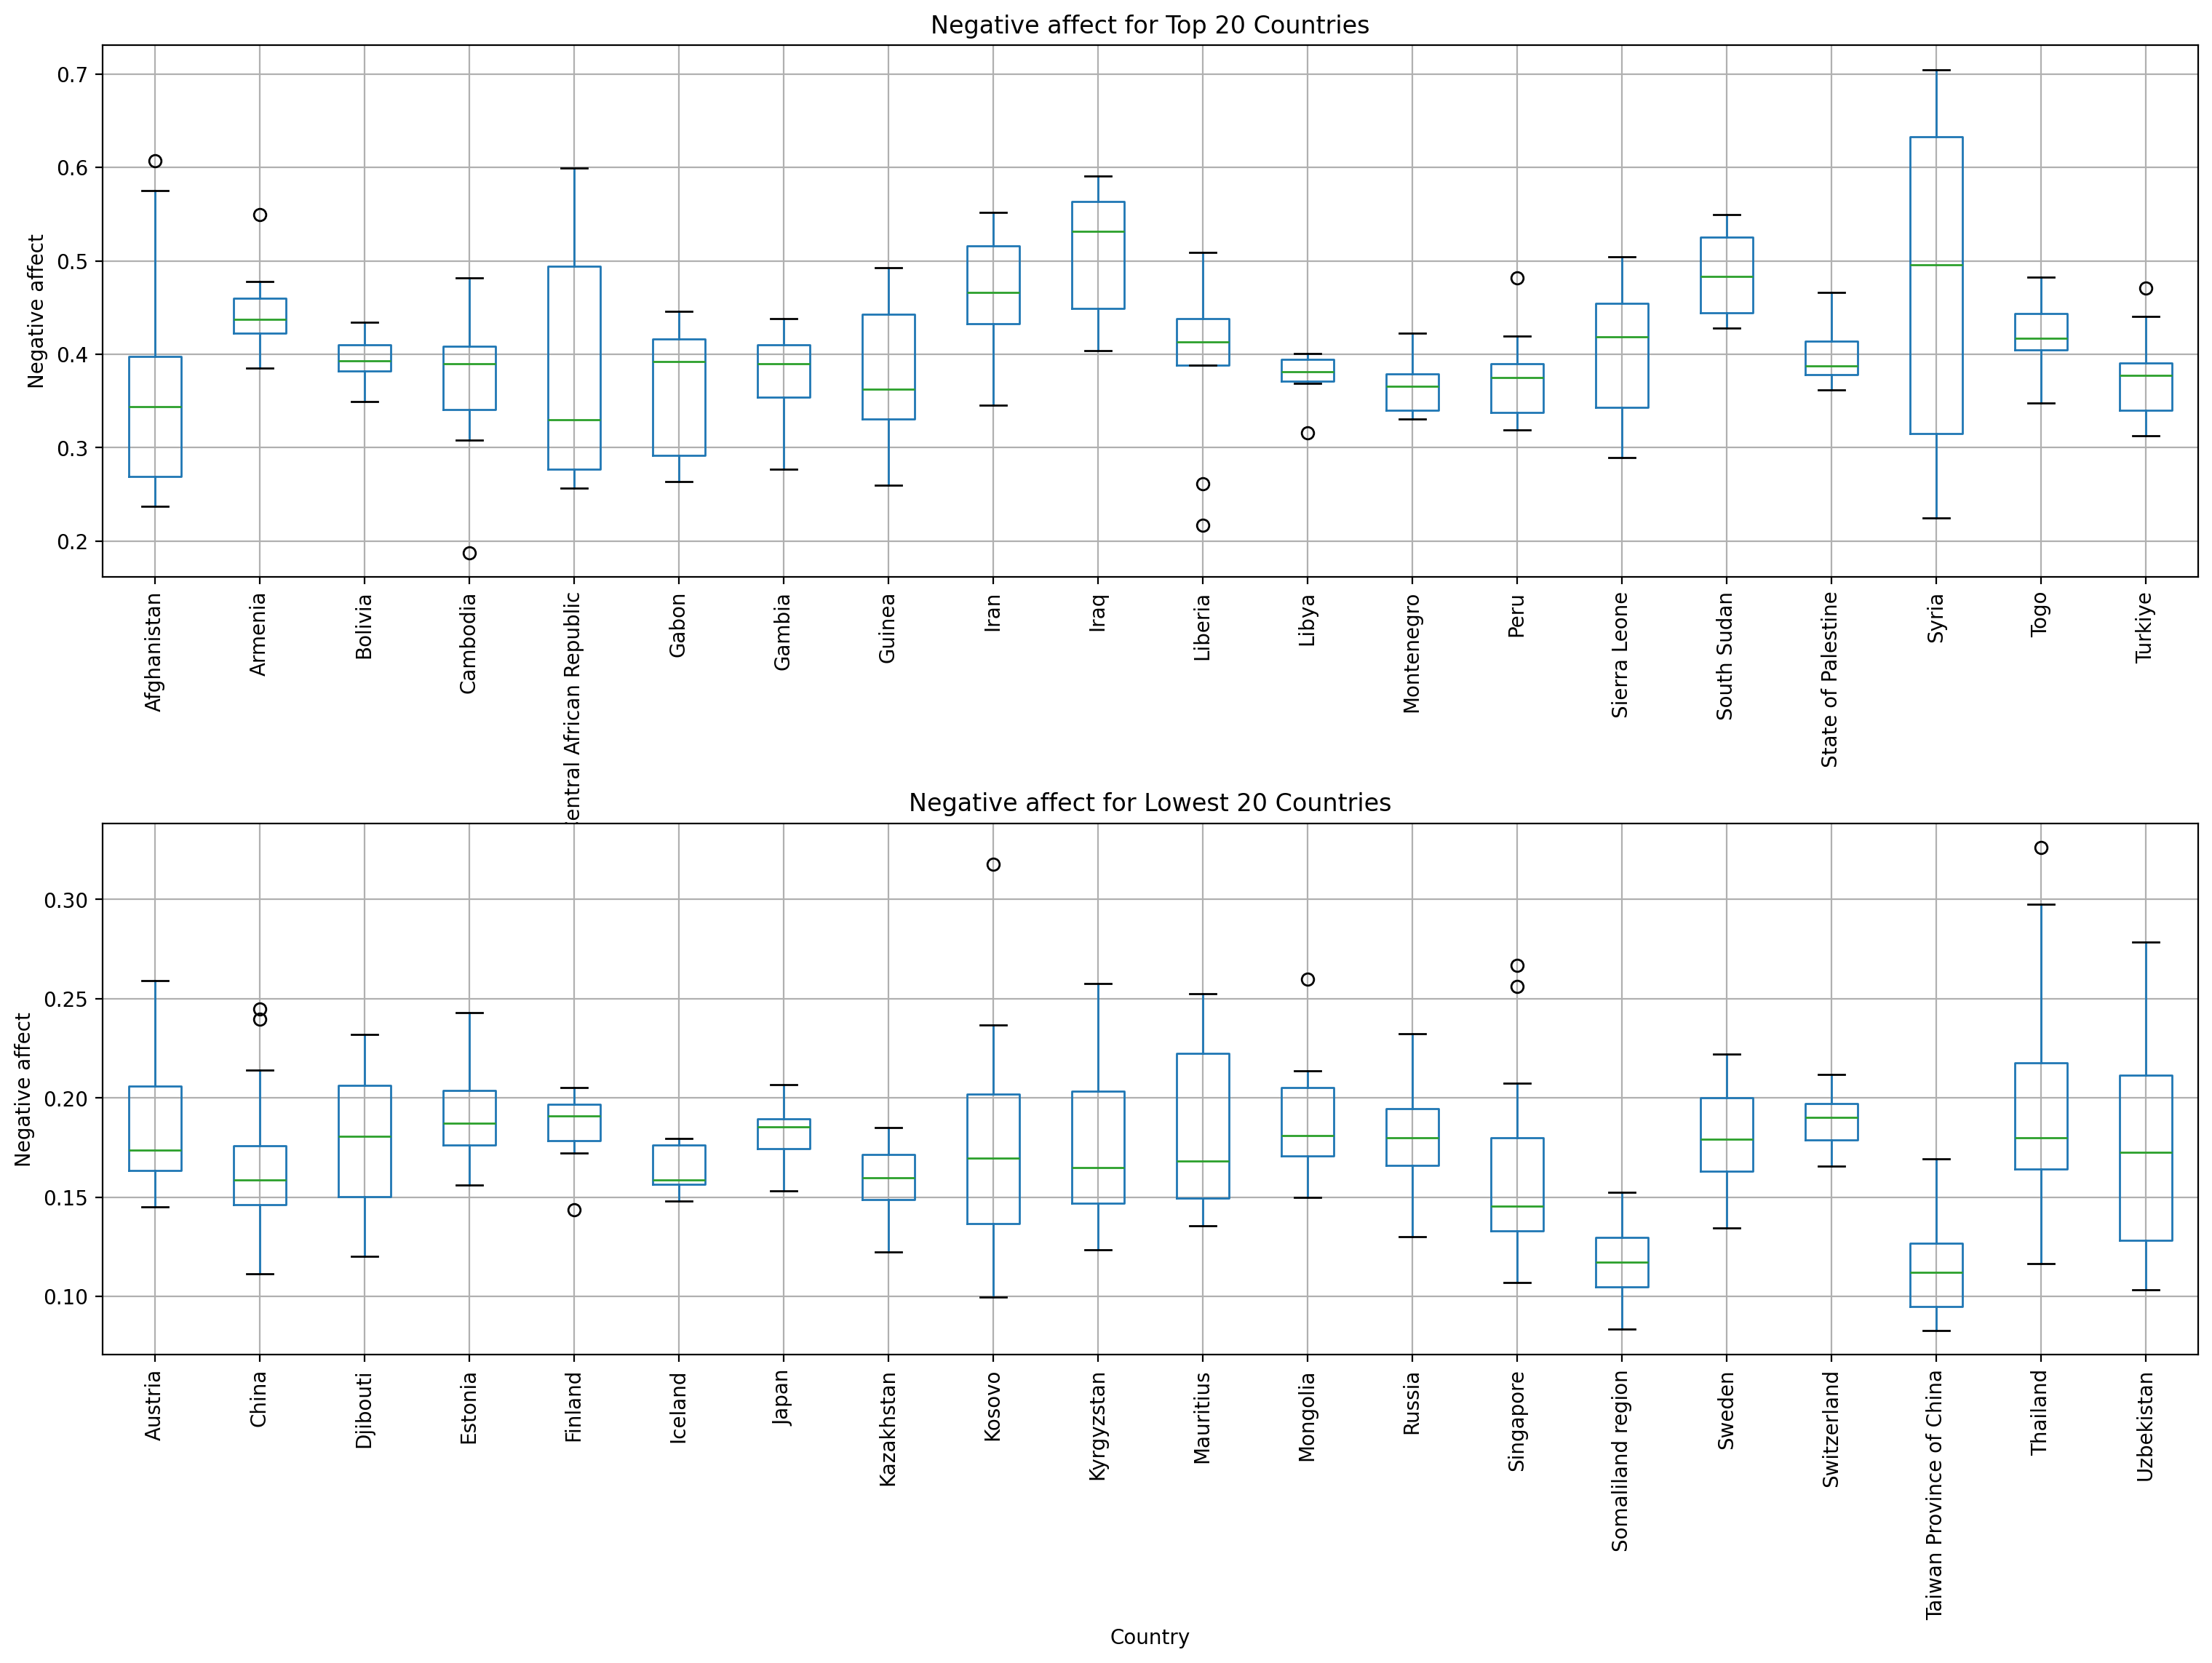 Negative affect for Top 20 Countries
Negative affect
0.7
0.6
0.5
0.4
0.3
0.2
Afghanistan
Armenia
Bolivia
Cambodia
entral African Republic
Gabon
Gambia
Guinea
Iran
Iraq
Liberia
Libya
Montenegro
Peru
Sierra Leone
South Sudan
State of Palestine
Syria
Togo
Turkiye
Negative affect for Lowest 20 Countries
Negative affect
0.30
0.25
0.20
0.15
0.10
Austria
China
Djibouti
Estonia
Finland
Iceland
Japan
Kazakhstan
Kosovo
Kyrgyzstan
Mauritius
Mongolia
Russia
Singapore
Somaliland region
Sweden
Switzerland
Taiwan Province of China
Thailand
Uzbekistan
Country